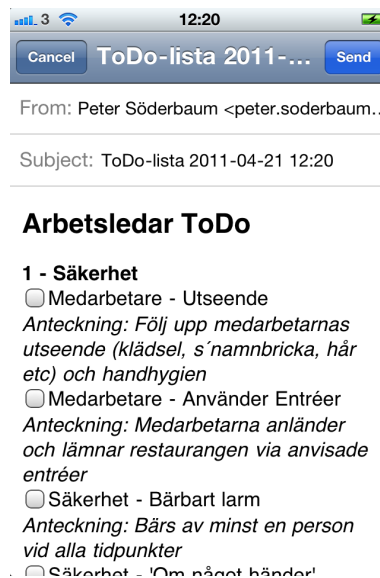 3 12:20
Cancel ToDo-lista 2011-... Send
From: Peter Söderbaum <peter.soderbaum..
Subject: ToDo-lista 2011-04-21 12:20
Arbetsledar ToDo
1 - Säkerhet
Medarbetare - Utseende
Anteckning: Följ upp medarbetarnas
utseende (klädsel, s´namnbricka, hår
etc) och handhygien
Medarbetare - Använder Entréer
Anteckning: Medarbetarna anländer
och lämnar restaurangen via anvisade
entréer
Säkerhet - Bärbart larm
Anteckning: Bärs av minst en person
vid alla tidpunkter
Säkerhet - 'Om något händer'